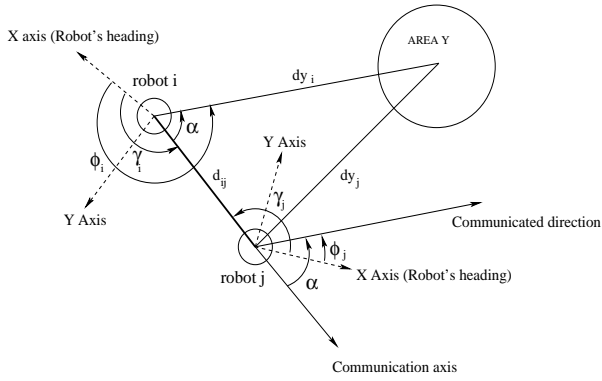 AREA Y
X axis (Robot's heading)
robot i
dy i
α
Y Axis
ϕ i
γ i
d ij
dy j
Y Axis
γ j
Communicated direction
ϕ j
robot j
α
X Axis (Robot's heading)
Communication axis